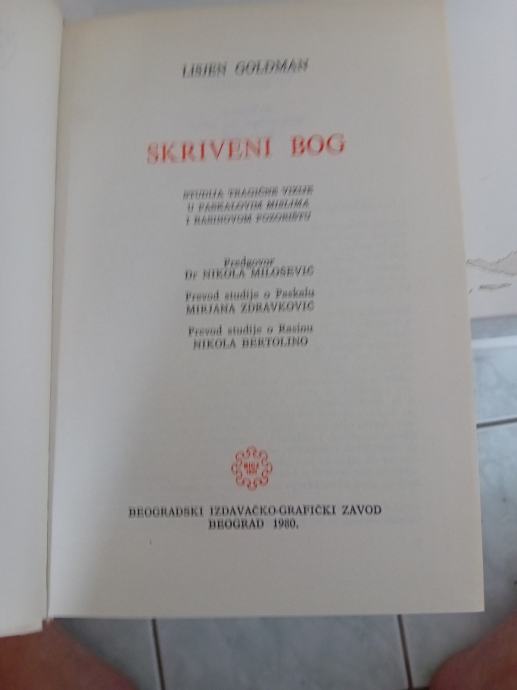 LISJEN GOLDMAN
SKRIVENI BOG
STUDIJA TRAGIČNE VIZIJE
U PASKALOVIM MISLIMA
I RASINOVOM POZORIŠTU
Predgovor
Dr NIKOLA MILOŠEVIĆ
Prevod studije o Paskalu
MIRJANA ZDRAVKOVIĆ
Prevod studije o Rasinu
NIKOLA BERTOLINO
BIGZ
BEOGRADSKI IZDAVAČKO-GRAFIČKI ZAVOD
BEOGRAD 1980.